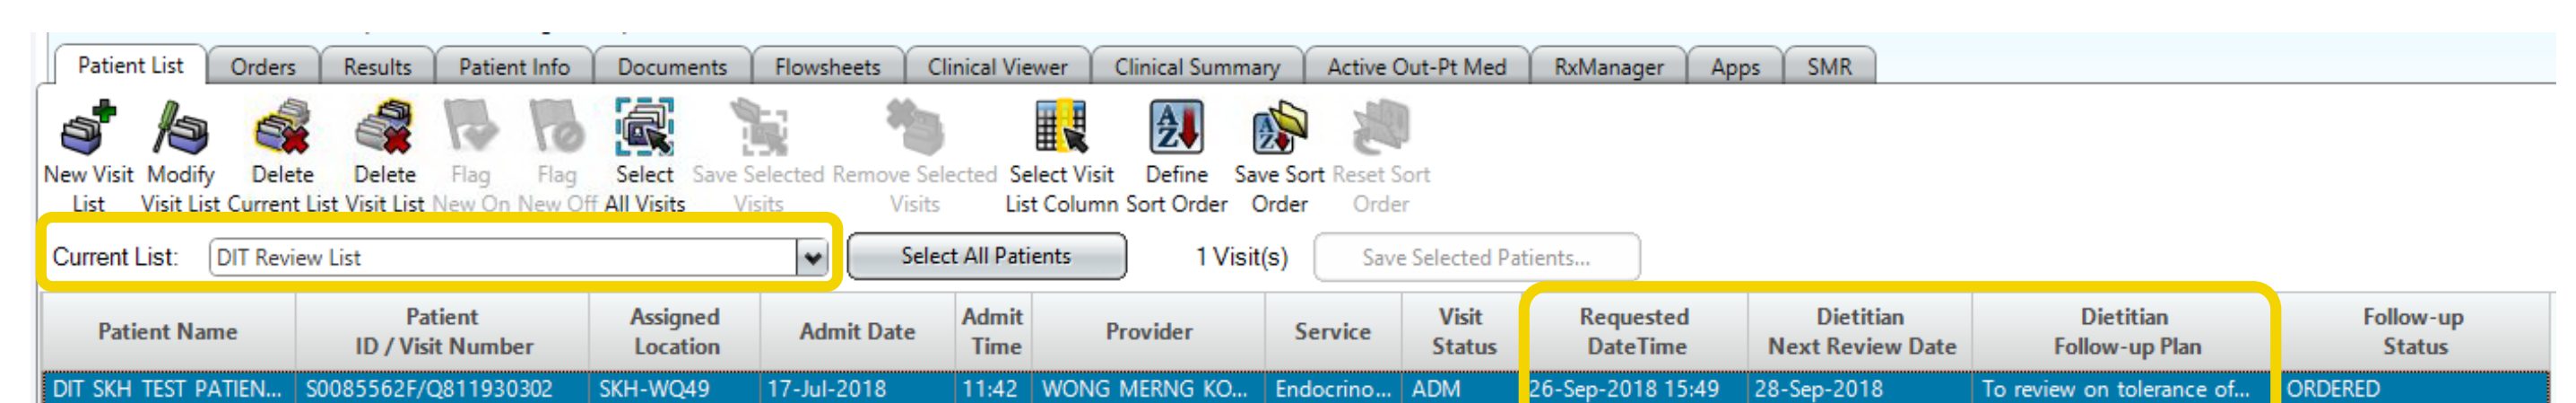 Patient List Orders Results Patient Info Documents Flowsheets Clinical Viewer Clinical Summary Active Out-Pt Med RxManager Apps SMR
New Visit Modify Delete Delete Flag Flag Select Save Selected Remove Selected Select Visit Define Save Sort Reset Sort
List Visit List Current List Visit List New On New Off All Visits Visits Visits List Column Sort Order Order Order
Current List: DIT Review List Select All Patients 1 Visit(s) Save Selected Patients...
Patient Name Patient ID / Visit Number Assigned Location Admit Date Admit Time Provider Service Visit Status Requested DateTime Dietitian Next Review Date Dietitian Follow-up Plan Follow-up Status
DIT SKH TEST PATIEN... S0085562F/Q811930302 SKH-WQ49 17-Jul-2018 11:42 WONG MERNG KO... Endocrino... ADM 26-Sep-2018 15:49 28-Sep-2018 To review on tolerance of... ORDERED